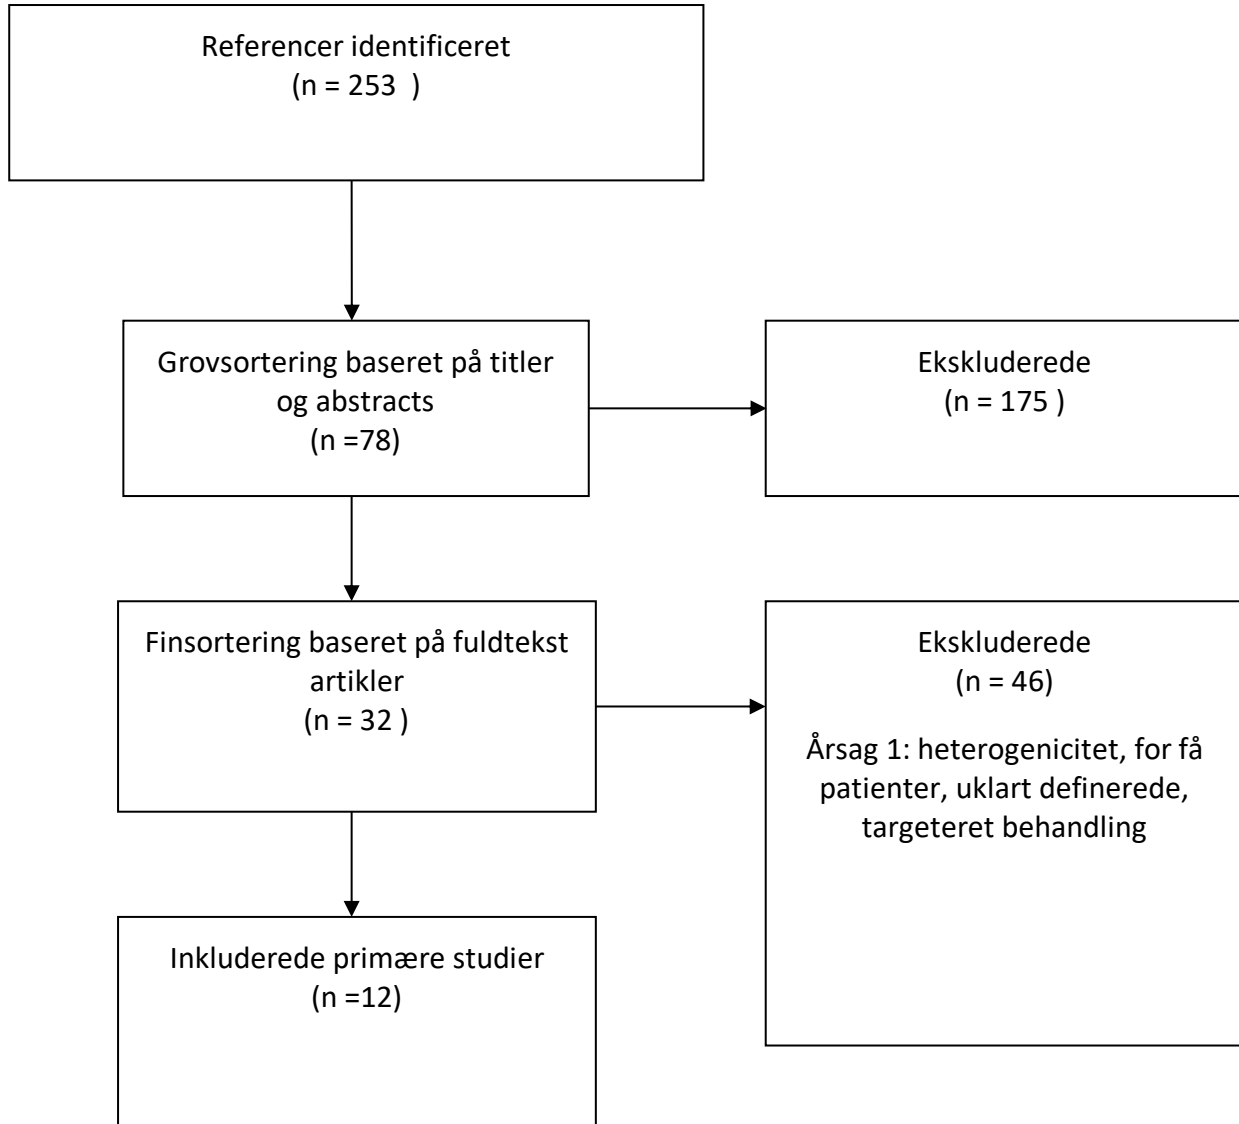 Referencer identificeret
(n = 253  )
Grovsortering baseret på titler
og abstracts
(n =78)
Ekskluderede
(n = 175 )
Finsortering baseret på fuldtekst
artikler
(n = 32 )
Ekskluderede
(n = 46)
Årsag 1: heterogenicitet, for få
patienter, uklart definerede,
targeteret behandling
Inkluderede primære studier
(n =12)